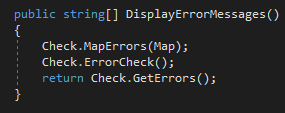 public string[] DisplayErrorMessages()
{
    Check.MapErrors(Map);
    Check.ErrorCheck();
    return Check.GetErrors();
}